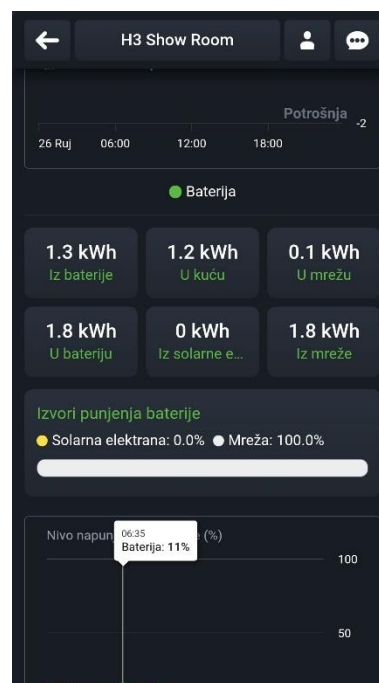 H3 Show Room
Potrošnja
-2
26 Ruj 06:00 12:00 18:00
Baterija
1.3 kWh 1.2 kWh 0.1 kWh
Iz baterije U kuću U mrežu
1.8 kWh 0 kWh 1.8 kWh
U bateriju Iz solarne e... Iz mreže
Izvori punjenja baterije
Solarna elektrana: 0.0% Mreža: 100.0%
06:35
Nivo (%)
Baterija: 11%
100
50